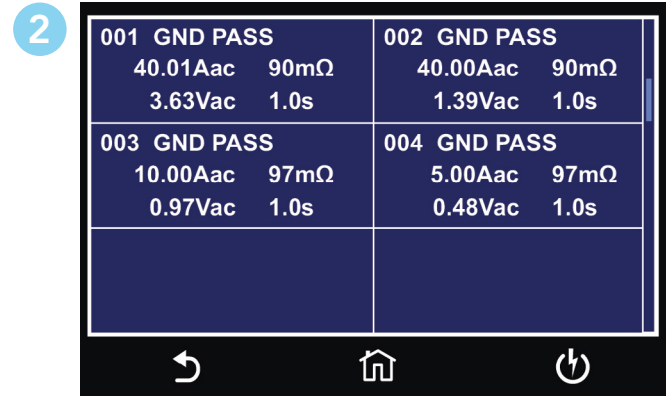 2
001 GND PASS
40.01Aac 90mΩ
3.63Vac 1.0s
002 GND PASS
40.00Aac 90mΩ
1.39Vac 1.0s
003 GND PASS
10.00Aac 97mΩ
0.97Vac 1.0s
004 GND PASS
5.00Aac 97mΩ
0.48Vac 1.0s